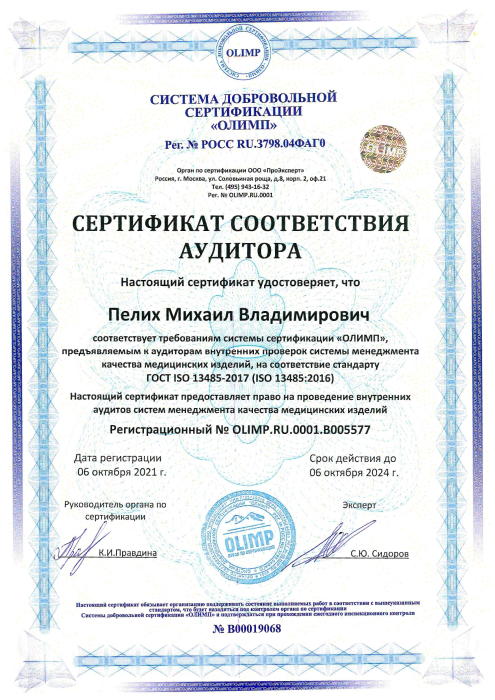 OLIMP
СИСТЕМА ДОБРОВОЛЬНОЙ
СЕРТИФИКАЦИИ
«ОЛИМП»
Рег. № РОСС RU.З798.04ФАГ0
OLIMP
Орган по сертификации ООО «ПроЭксперт»
Россия, г. Москва, ул. Соловьиная роща, д.8, корп. 2, оф.21
Тел. (495) 943-16-32
Рег. № OLIMP.RU.0001
СЕРТИФИКАТ СООТВЕТСТВИЯ
АУДИТОРА
Настоящий сертификат удостоверяет, что
Пелих Михаил Владимирович
соответствует требованиям системы сертификации «ОЛИМП»,
предъявляемым к аудиторам внутренних проверок системы менеджмента
качества медицинских изделий, на соответствие стандарту
ГОСТ ISO 13485-2017 (ISO 13485:2016)
Настоящий сертификат предоставляет право на проведение внутренних
аудитов систем менеджмента качества медицинских изделий
Регистрационный № OLIMP.RU.0001.B005577
Дата регистрации
06 октября 2021 г.
Срок действия до
06 октября 2024 г.
Руководитель органа по
сертификации
К.И.Правдина
Эксперт
С.Ю. Сидоров
OLIMP
Настоящий сертификат обязывает организацию поддерживать состояние выполняемых работ в соответствии с вышеуказанным
стандартом, что будет находиться под контролем органа по сертификации
Системы добровольной сертификации «ОЛИМП» и подтверждаться при прохождении ежегодного инспекционного контроля
№ В00019068